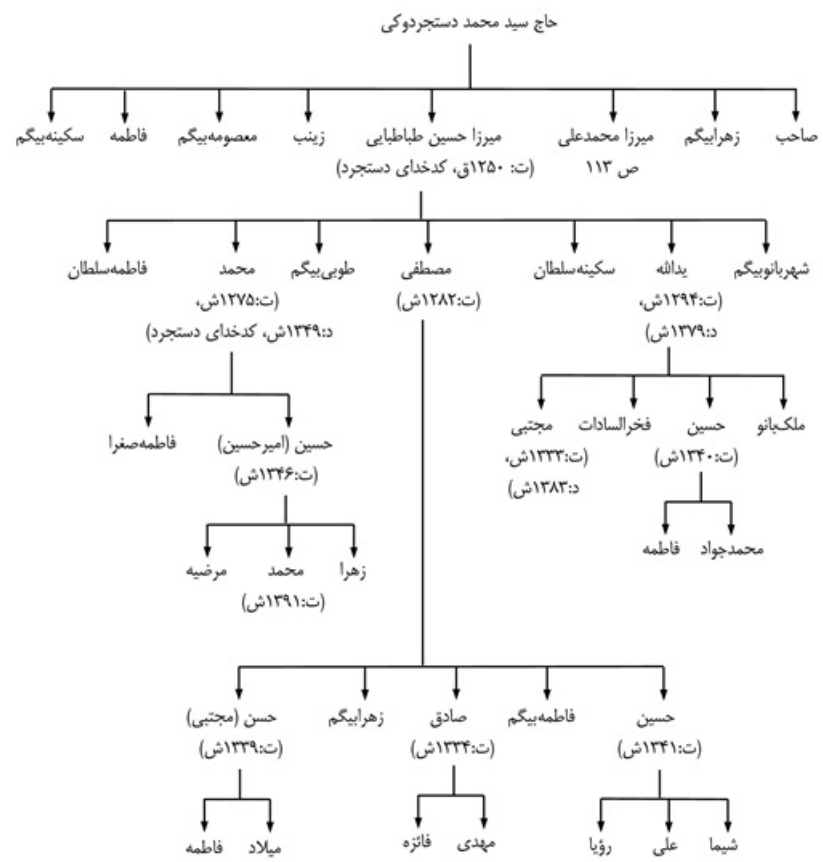 حاج سید محمد دستجردوکی
صاحب زهرابیگم میرزا محمدعلی میرزا حسین طباطبایی زینب معصومه‌بیگم فاطمه سکینه‌بیگم
ص ۱۱۳ (ت: ۱۲۵۰ق، کدخدای دستجرد)
شهربانوبیگم یدالله سکینه‌سلطان مصطفی طوبی‌بیگم محمد فاطمه‌سلطان
(ت:۱۲۹۴ش، (ت:۱۲۸۲ش) (ت:۱۲۷۵ش،
د:۱۳۷۹ش) د:۱۳۴۹ش، کدخدای دستجرد)
ملک‌بانو حسین فخرالسادات مجتبی حسین (امیرحسین) فاطمه‌صغرا
(ت:۱۳۴۰ش) (ت:۱۳۳۳ش، (ت:۱۳۴۶ش)
د:۱۳۸۳ش)
محمدجواد فاطمه زهرا محمد مرضیه
(ت:۱۳۹۱ش)
حسین فاطمه‌بیگم صادق زهرابیگم حسن (مجتبی)
(ت:۱۳۴۱ش) (ت:۱۳۳۴ش) (ت:۱۳۳۹ش)
شیما علی رؤیا مهدی فائزه میلاد فاطمه